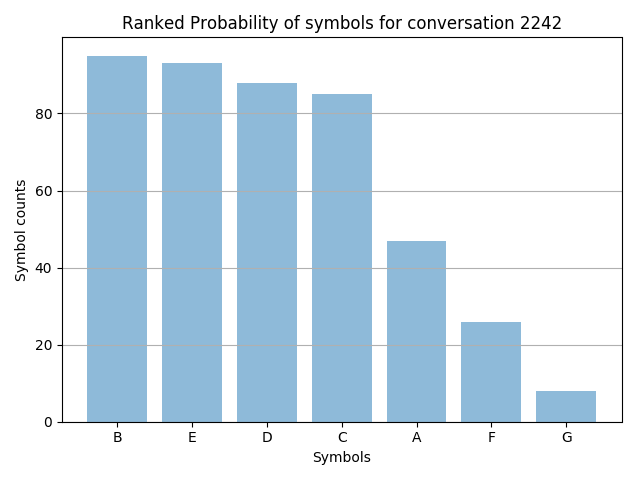 Ranked Probability of symbols for conversation 2242
Symbol counts
80
60
40
20
0
B E D C A F G
Symbols